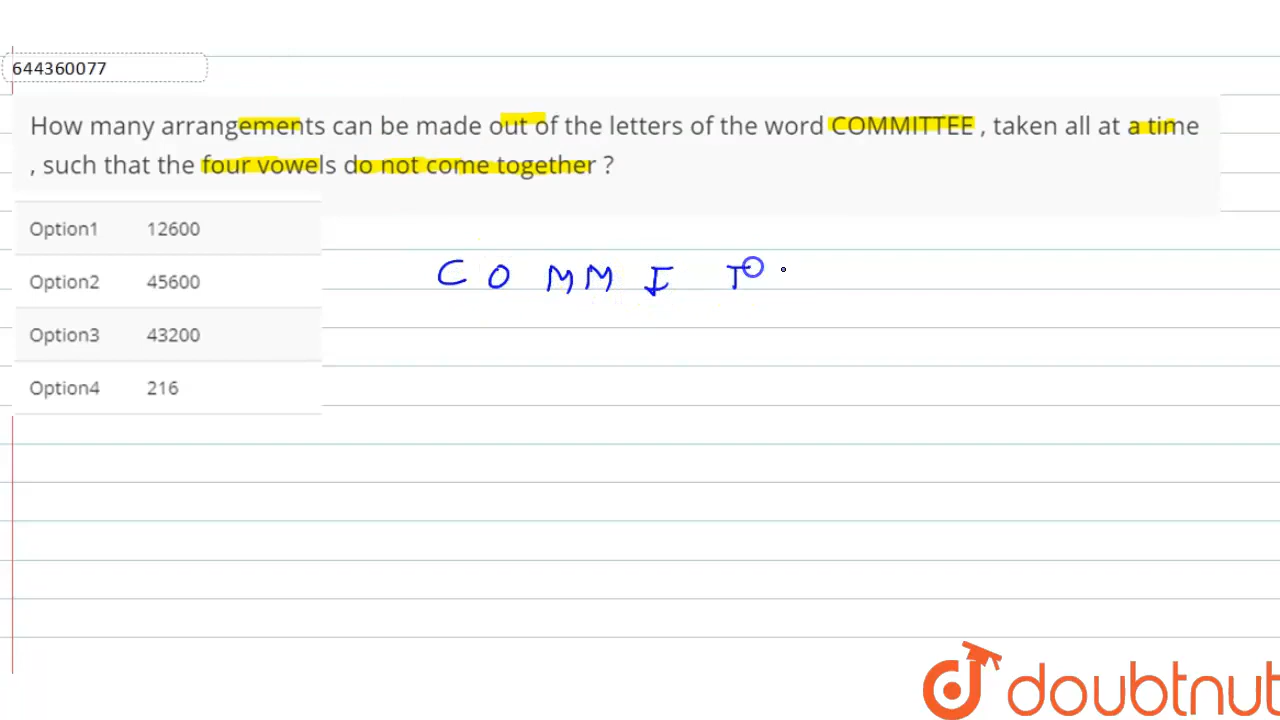 644360077
How many arrangements can be made out of the letters of the word COMMITTEE , taken all at a time
, such that the four vowels do not come together ?
Option1 12600
Option2 45600
Option3 43200
Option4 216
C O M M I T
doubtnut